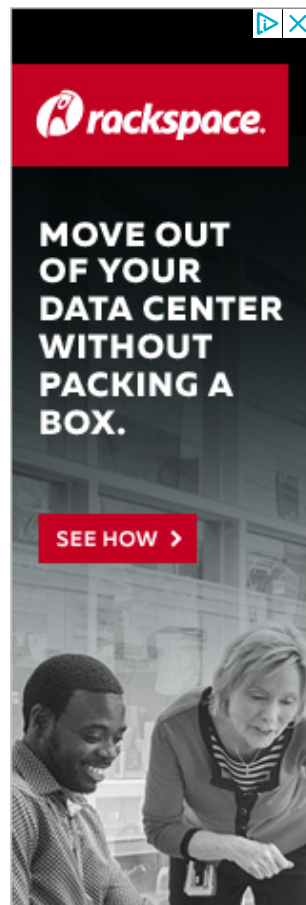 rackspace.
MOVE OUT
OF YOUR
DATA CENTER
WITHOUT
PACKING A
BOX.
SEE HOW >